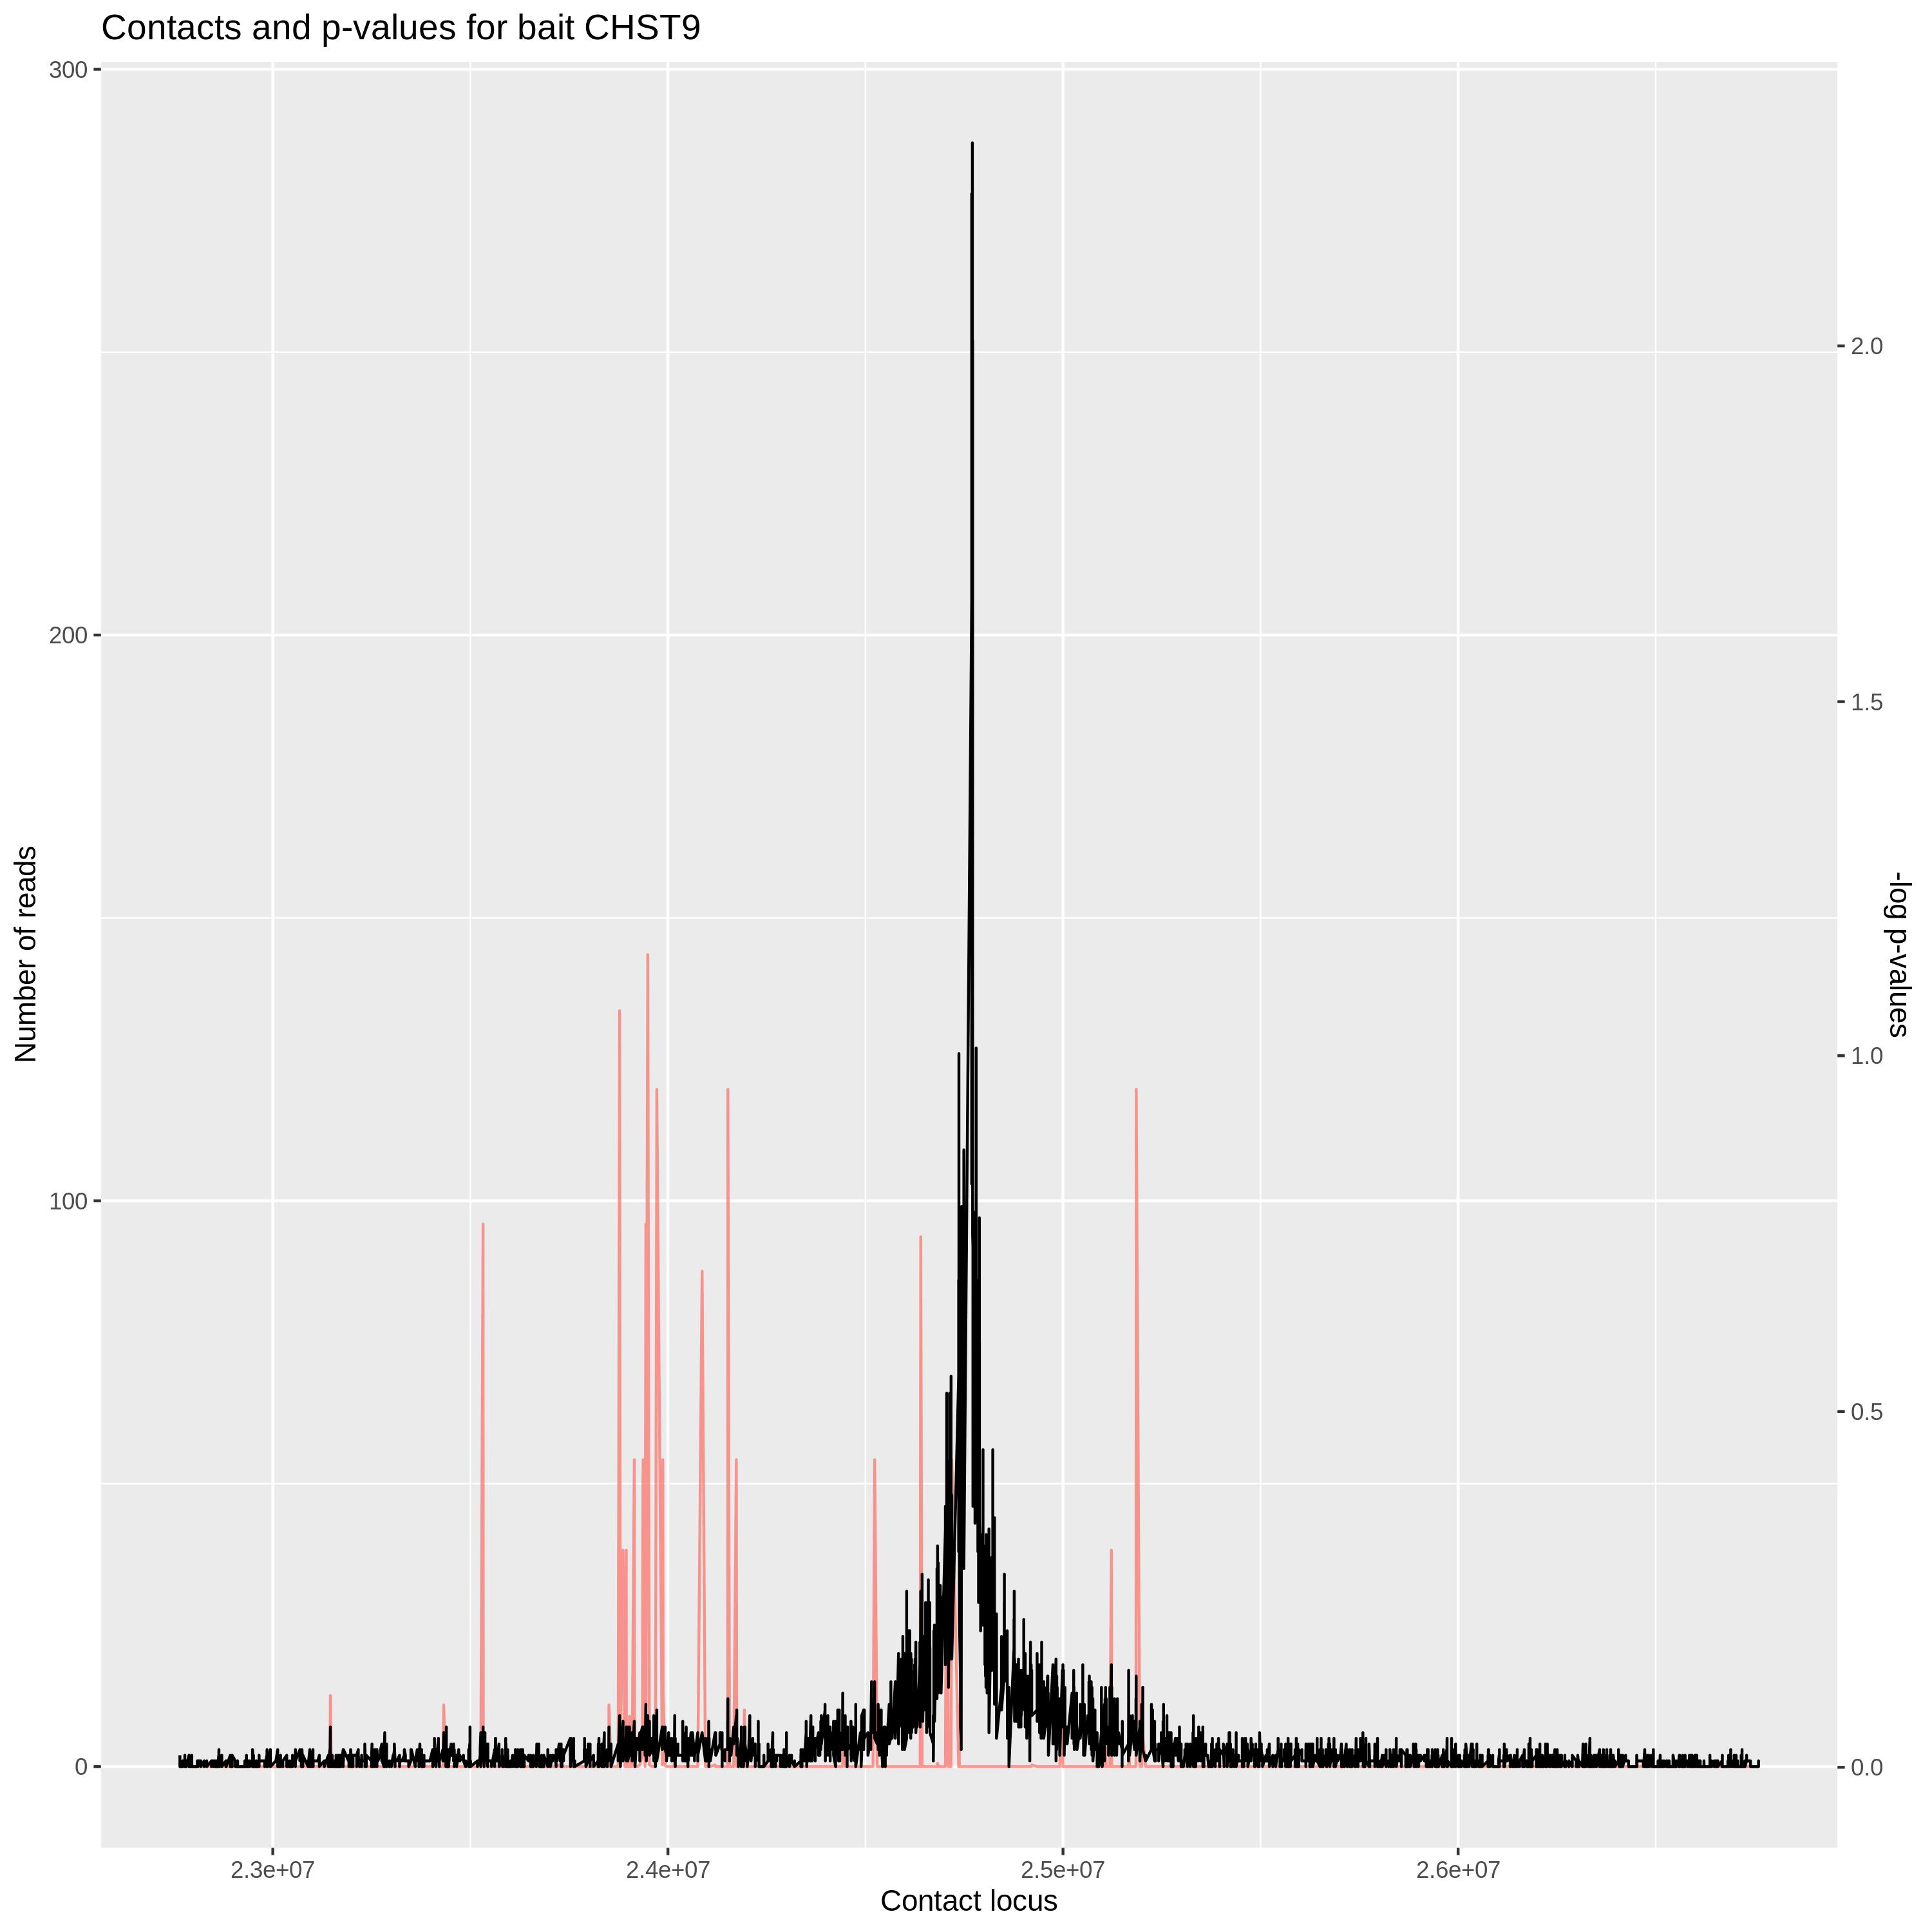 Contacts and p-values for bait CHST9
300
200
100
0
Number of reads
2.0
1.5
1.0
0.5
0.0
-log p-values
2.3e+07
2.4e+07
2.5e+07
2.6e+07
Contact locus